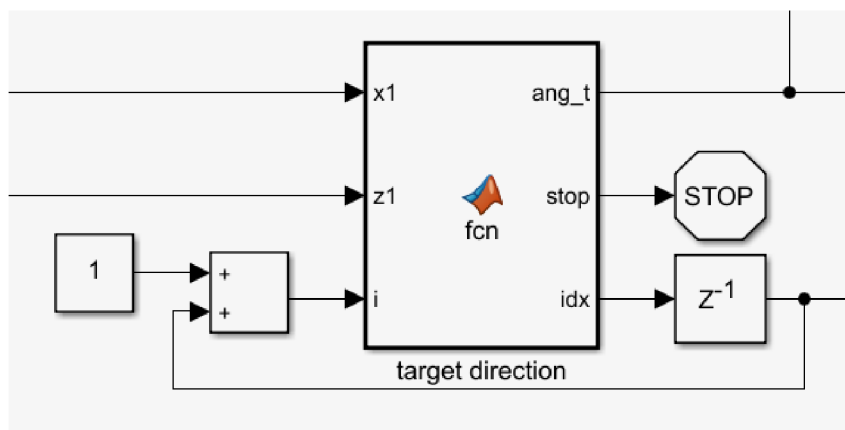 x1
ang_t
z1
fcn
stop
STOP
1
+
+
i
idx
Z-1
target direction